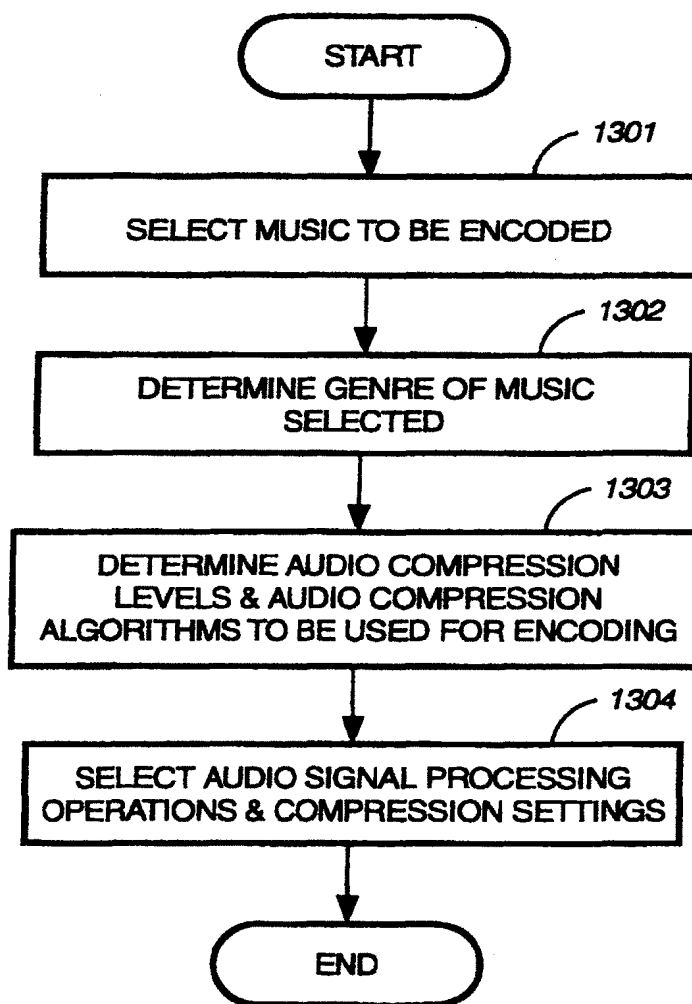 START
1301
SELECT MUSIC TO BE ENCODED
1302
DETERMINE GENRE OF MUSIC
SELECTED
1303
DETERMINE AUDIO COMPRESSION
LEVELS & AUDIO COMPRESSION
ALGORITHMS TO BE USED FOR ENCODING
1304
SELECT AUDIO SIGNAL PROCESSING
OPERATIONS & COMPRESSION SETTINGS
END